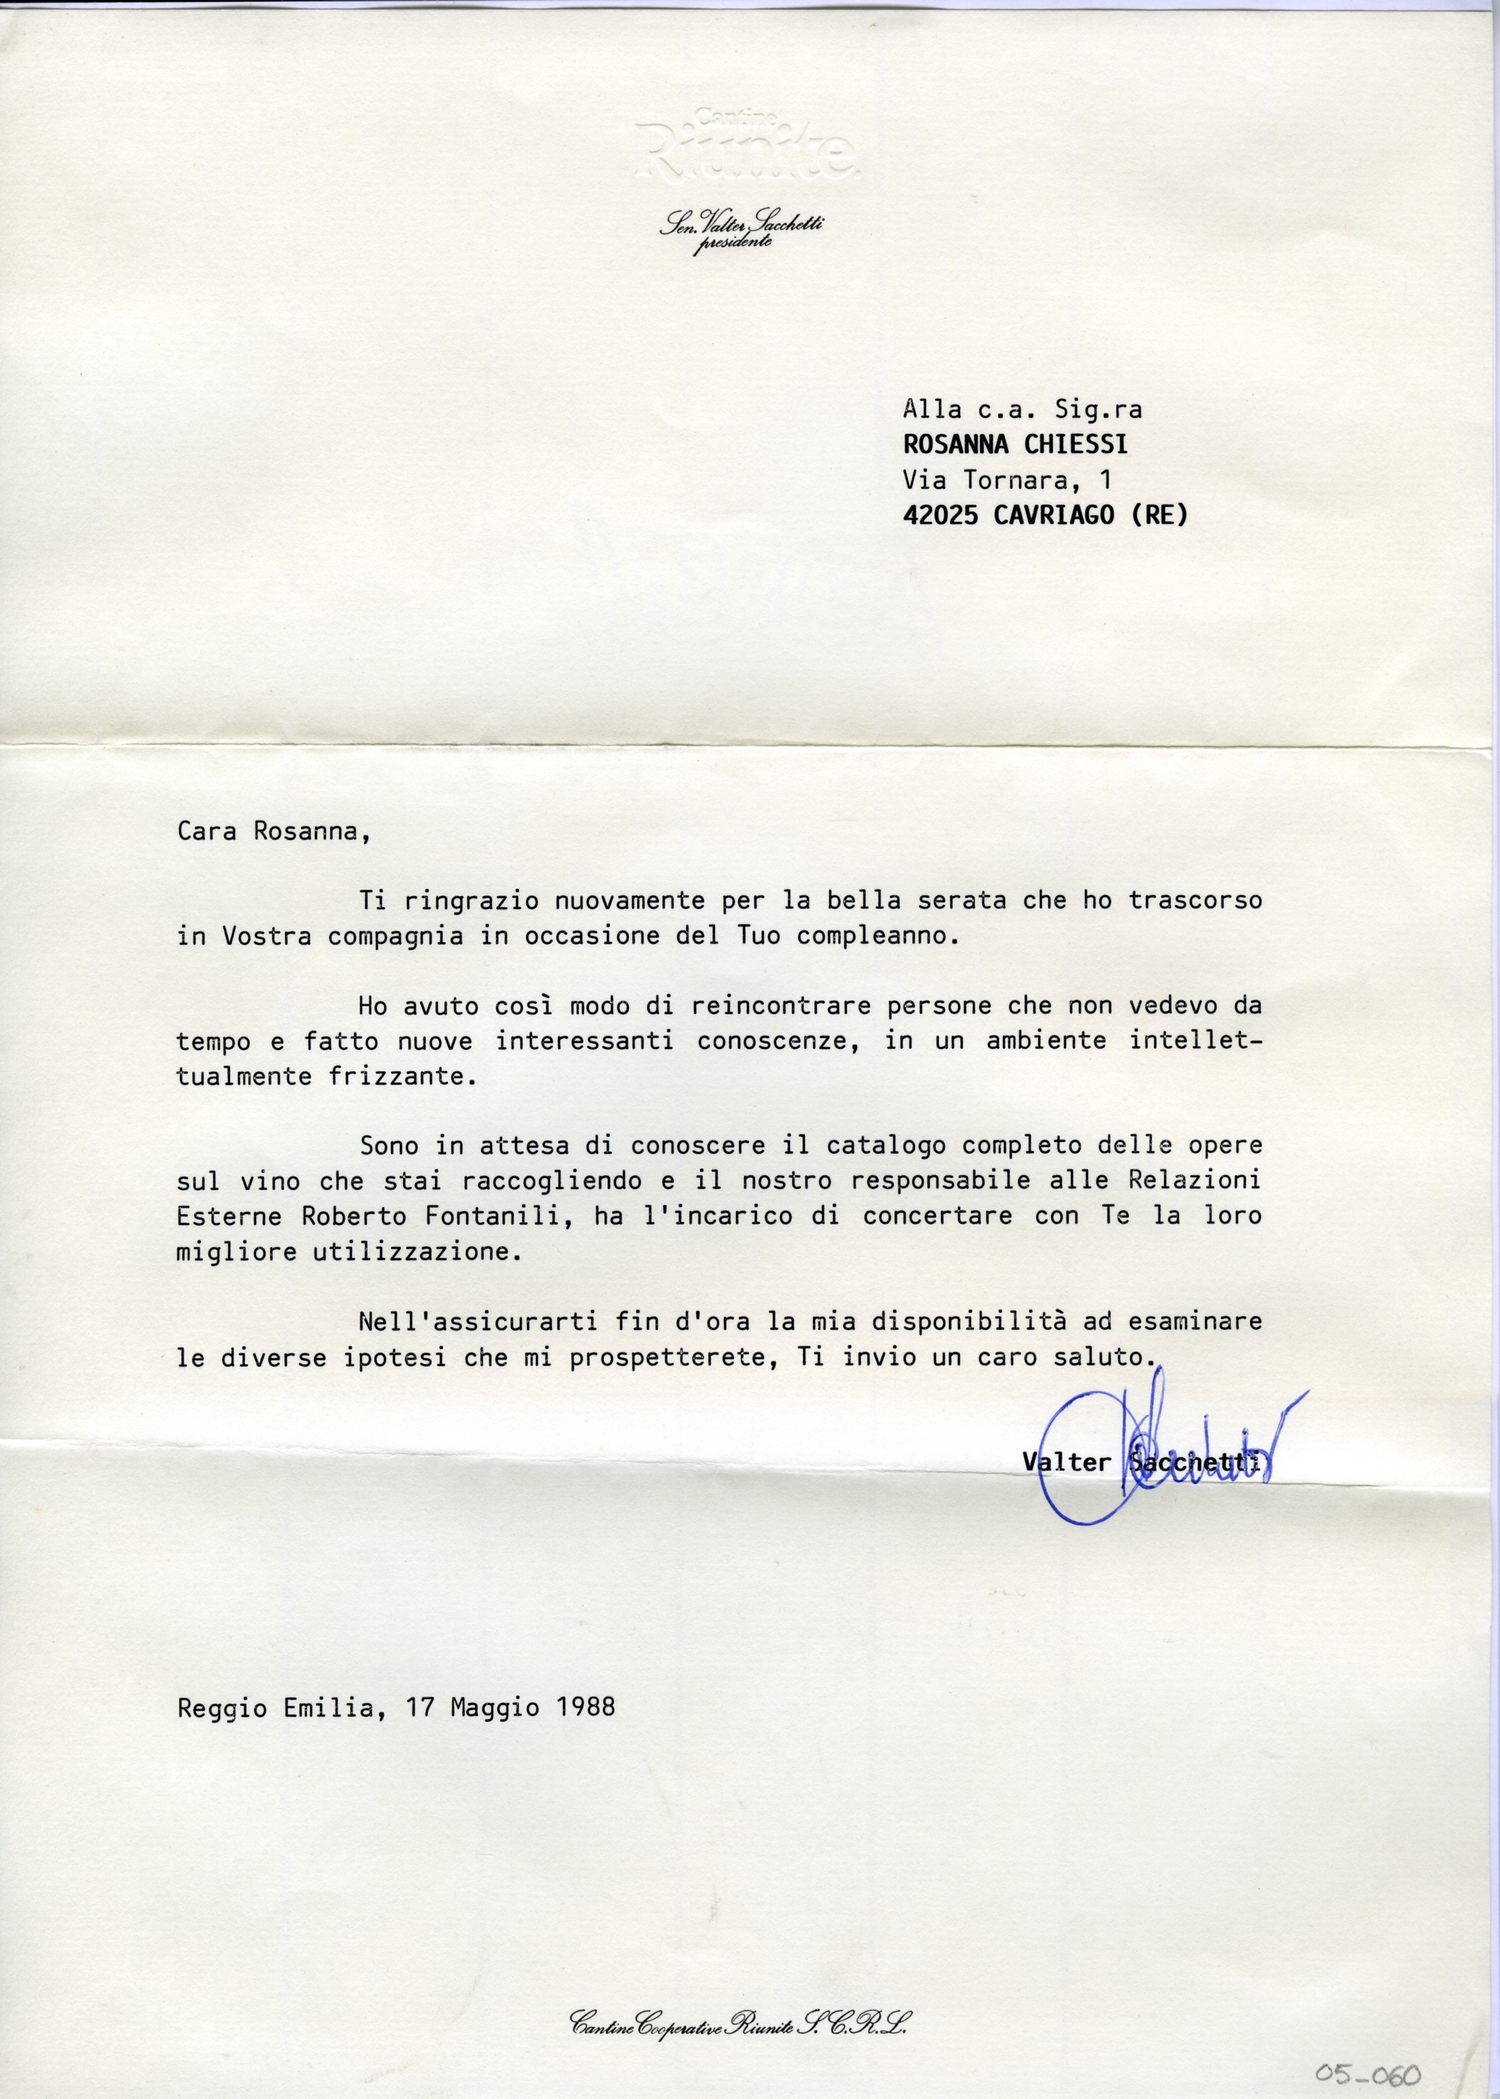 Cantine
Riunite
Sen. Valter Sacchetti
presidente
Alla c.a. Sig.ra
ROSANNA CHIESSI
Via Tornara, 1
42025 CAVRIAGO (RE)
Cara Rosanna,
Ti ringrazio nuovamente per la bella serata che ho trascorso
in Vostra compagnia in occasione del Tuo compleanno.
Ho avuto così modo di reincontrare persone che non vedevo da
tempo e fatto nuove interessanti conoscenze, in un ambiente intellet-
tualmente frizzante.
Sono in attesa di conoscere il catalogo completo delle opere
sul vino che stai raccogliendo e il nostro responsabile alle Relazioni
Esterne Roberto Fontanili, ha l'incarico di concertare con Te la loro
migliore utilizzazione.
Nell'assicurarti fin d'ora la mia disponibilità ad esaminare
le diverse ipotesi che mi prospetterete, Ti invio un caro saluto.
Valter Sacchetti
Reggio Emilia, 17 Maggio 1988
Cantine Cooperative Riunite S.C.R.L.
05-060